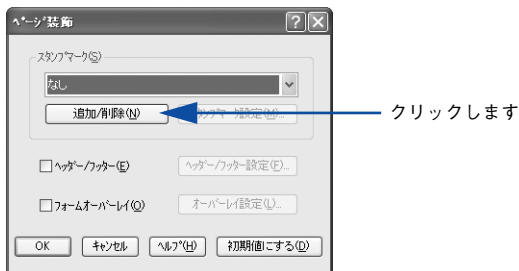 ﾍﾟｰｼﾞ装飾
ｽﾀﾝﾌﾟﾏｰｸ(S)
なし
追加/削除(N)
ﾀﾝﾌﾟﾏｰｸ設定(M)...
クリックします
ﾍｯﾀﾞｰ/ﾌｯﾀｰ(E)
ﾍｯﾀﾞｰ/ﾌｯﾀｰ設定(F)...
ﾌｫｰﾑｵｰﾊﾞｰﾚｲ(O)
ｵｰﾊﾞｰﾚｲ設定(L)...
OK ｷｬﾝｾﾙ ﾍﾙﾌﾟ(H) 初期値にする(D)